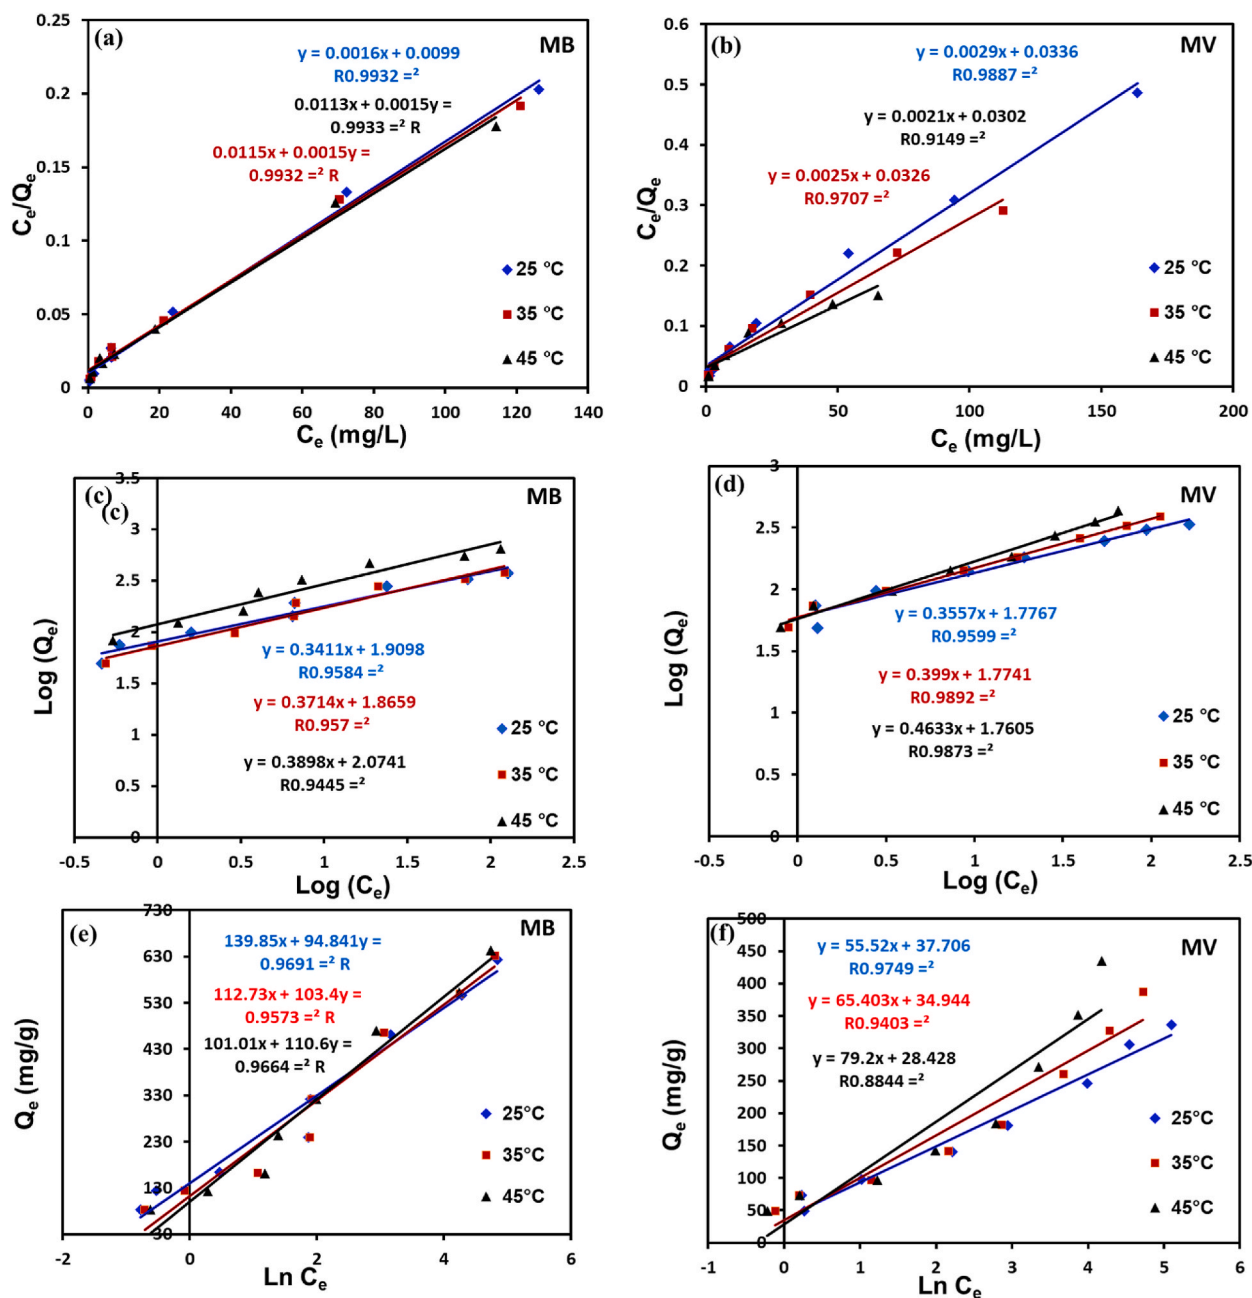 (a)
MB
y = 0.0016x + 0.0099
R0.9932 =²
0.0113x + 0.0015y =
0.9933 =² R
0.0115x + 0.0015y =
0.9932 =² R
0.25
0.2
0.15
0.1
0.05
0
0 20 40 60 80 100 120 140
Cₑ/Qₑ
Cₑ (mg/L)
25 °C
35 °C
45 °C
(b)
MV
y = 0.0029x + 0.0336
R0.9887 =²
y = 0.0021x + 0.0302
R0.9149 =²
y = 0.0025x + 0.0326
R0.9707 =²
0.6
0.5
0.4
0.3
0.2
0.1
0
0 50 100 150 200
Cₑ/Qₑ
Cₑ (mg/L)
25 °C
35 °C
45 °C
(c)
(c)
MB
3.5
3
2.5
2
1.5
1
0.5
0
-0.5 0 0.5 1 1.5 2 2.5
y = 0.3411x + 1.9098
R0.9584 =²
y = 0.3714x + 1.8659
R0.957 =²
y = 0.3898x + 2.0741
R0.9445 =²
Log (Qₑ)
Log (Cₑ)
25 °C
35 °C
45 °C
(d)
MV
3
2.5
2
1.5
1
0.5
0
-0.5 0 0.5 1 1.5 2 2.5
y = 0.3557x + 1.7767
R0.9599 =²
y = 0.399x + 1.7741
R0.9892 =²
y = 0.4633x + 1.7605
R0.9873 =²
Log (Qₑ)
Log (Cₑ)
25 °C
35 °C
45 °C
(e)
MB
139.85x + 94.841y =
0.9691 =² R
112.73x + 103.4y =
0.9573 =² R
101.01x + 110.6y =
0.9664 =² R
730
630
530
430
330
230
130
30
-2 0 2 4 6
Qₑ (mg/g)
Ln Cₑ
25°C
35°C
45°C
(f)
MV
y = 55.52x + 37.706
R0.9749 =²
y = 65.403x + 34.944
R0.9403 =²
y = 79.2x + 28.428
R0.8844 =²
500
450
400
350
300
250
200
150
100
50
0
-1 0 1 2 3 4 5 6
Qₑ (mg/g)
Ln Cₑ
25°C
35°C
45°C